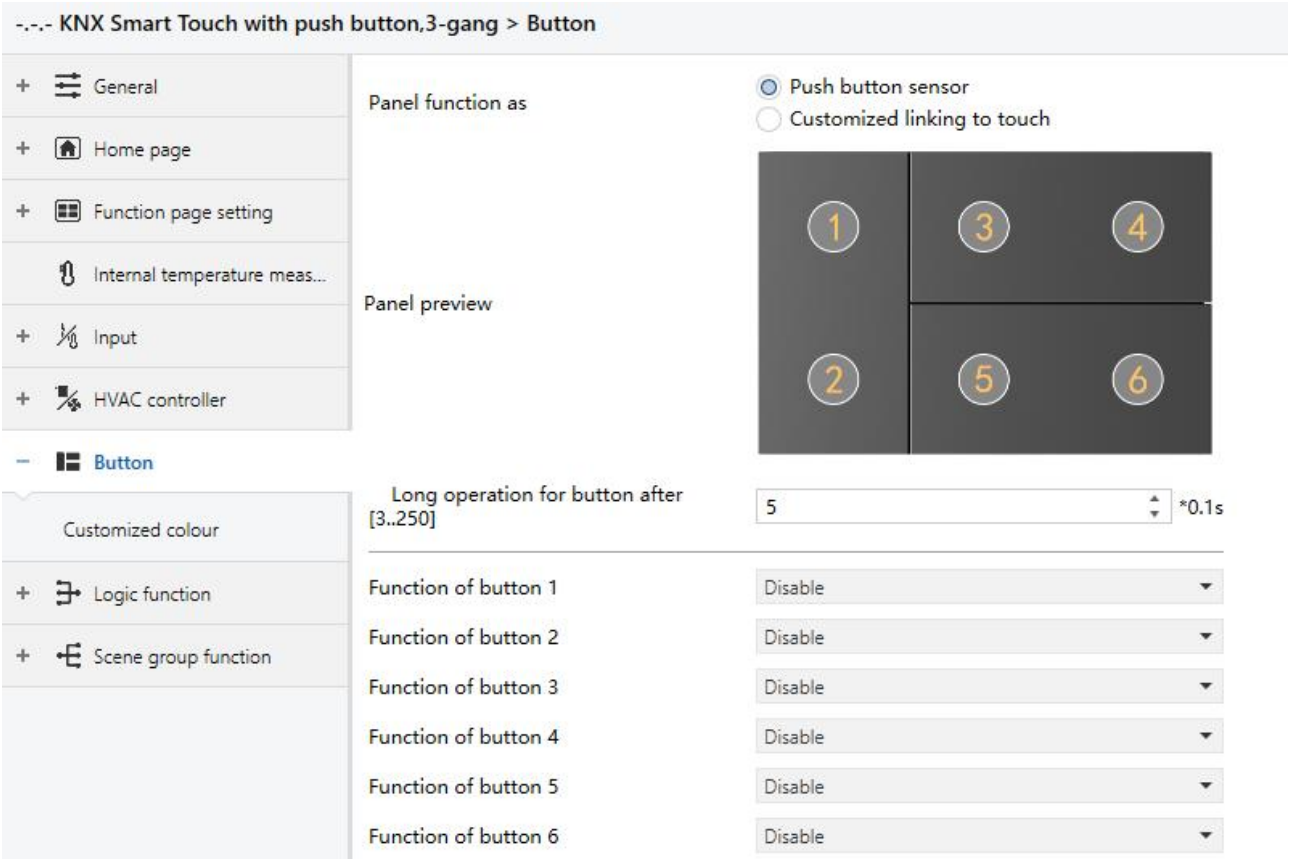 -.-.- KNX Smart Touch with push button,3-gang > Button
+ General
+ Home page
+ Function page setting
Internal temperature meas...
+ Input
+ HVAC controller
− Button
Customized colour
+ Logic function
+ Scene group function
Panel function as
Push button sensor
Customized linking to touch
Panel preview
1 3 4
2 5 6
Long operation for button after
[3..250]
5 *0.1s
Function of button 1 Disable
Function of button 2 Disable
Function of button 3 Disable
Function of button 4 Disable
Function of button 5 Disable
Function of button 6 Disable